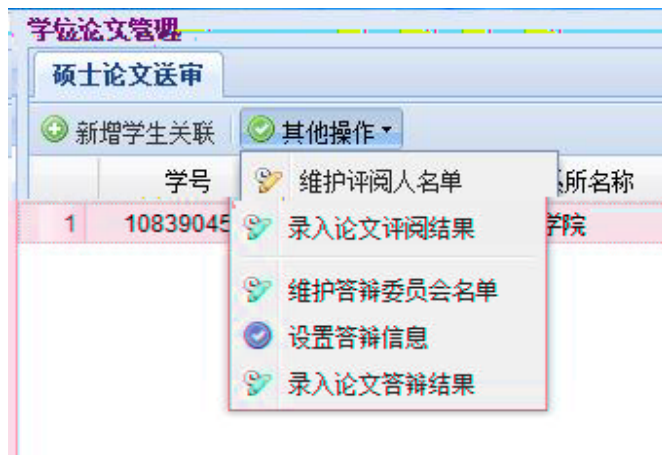 学位论文管理
硕士论文送审
新增学生关联 其他操作
学号 所名称
1 10839045 学院
维护评阅人名单
录入论文评阅结果
维护答辩委员会名单
设置答辩信息
录入论文答辩结果